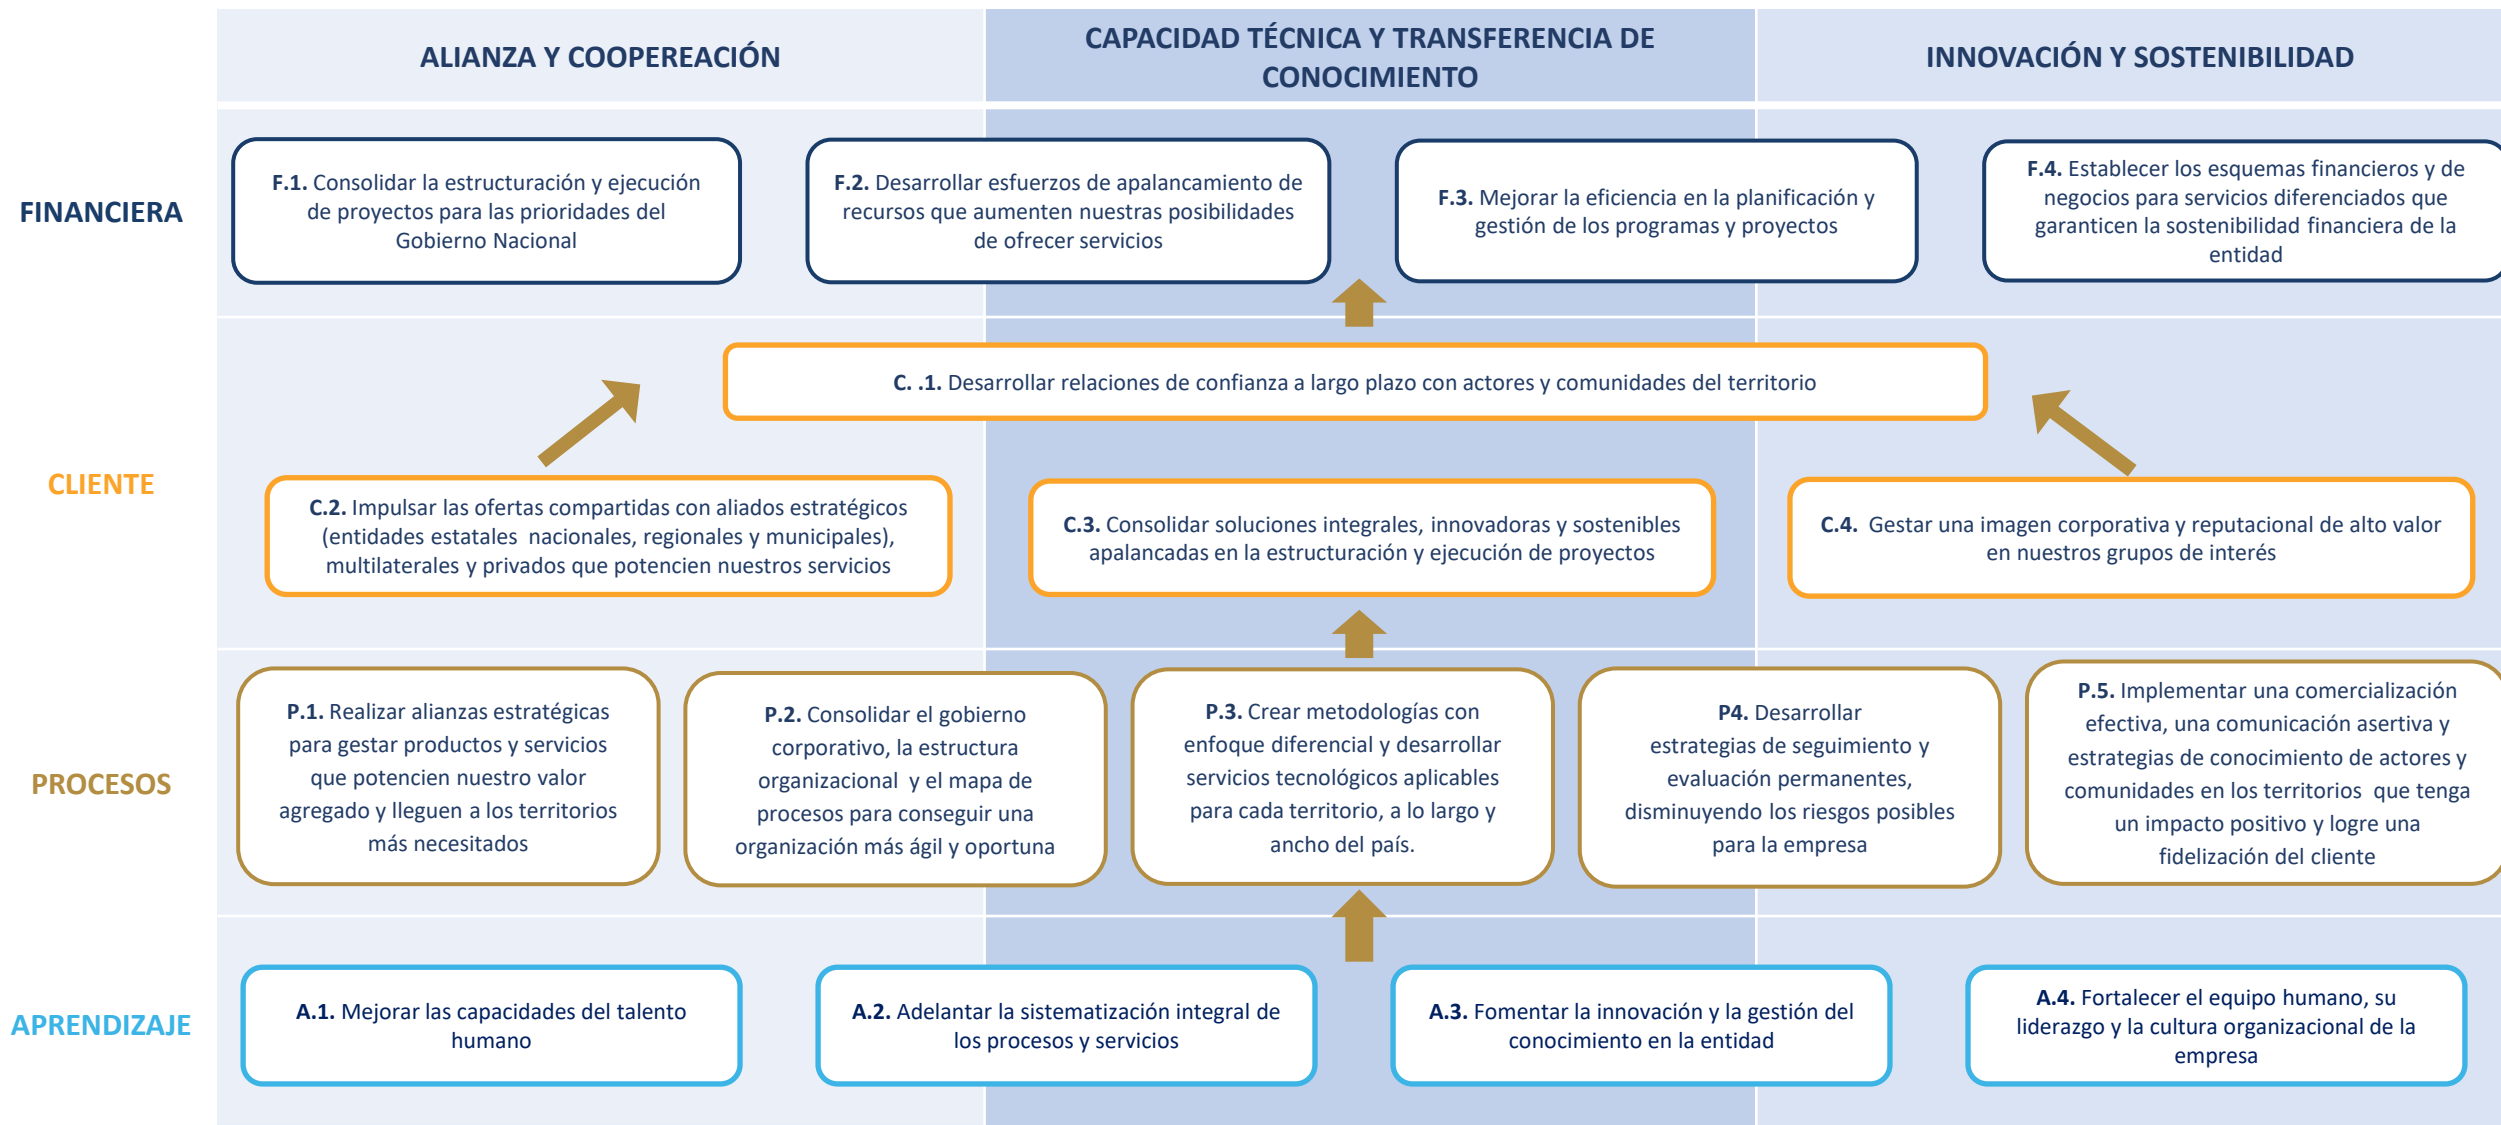 ALIANZA Y COOPEREACIÓN
CAPACIDAD TÉCNICA Y TRANSFERENCIA DE
CONOCIMIENTO
INNOVACIÓN Y SOSTENIBILIDAD
FINANCIERA
F.1. Consolidar la estructuración y ejecución
de proyectos para las prioridades del
Gobierno Nacional
F.2. Desarrollar esfuerzos de apalancamiento de
recursos que aumenten nuestras posibilidades
de ofrecer servicios
F.3. Mejorar la eficiencia en la planificación y
gestión de los programas y proyectos
F.4. Establecer los esquemas financieros y de
negocios para servicios diferenciados que
garanticen la sostenibilidad financiera de la
entidad
CLIENTE
C. .1. Desarrollar relaciones de confianza a largo plazo con actores y comunidades del territorio
C.2. Impulsar las ofertas compartidas con aliados estratégicos
(entidades estatales nacionales, regionales y municipales),
multilaterales y privados que potencien nuestros servicios
C.3. Consolidar soluciones integrales, innovadoras y sostenibles
apalancadas en la estructuración y ejecución de proyectos
C.4. Gestar una imagen corporativa y reputacional de alto valor
en nuestros grupos de interés
PROCESOS
P.1. Realizar alianzas estratégicas
para gestar productos y servicios
que potencien nuestro valor
agregado y lleguen a los territorios
más necesitados
P.2. Consolidar el gobierno
corporativo, la estructura
organizacional y el mapa de
procesos para conseguir una
organización más ágil y oportuna
P.3. Crear metodologías con
enfoque diferencial y desarrollar
servicios tecnológicos aplicables
para cada territorio, a lo largo y
ancho del país.
P4. Desarrollar
estrategias de seguimiento y
evaluación permanentes,
disminuyendo los riesgos posibles
para la empresa
P.5. Implementar una comercialización
efectiva, una comunicación asertiva y
estrategias de conocimiento de actores y
comunidades en los territorios que tenga
un impacto positivo y logre una
fidelización del cliente
APRENDIZAJE
A.1. Mejorar las capacidades del talento
humano
A.2. Adelantar la sistematización integral de
los procesos y servicios
A.3. Fomentar la innovación y la gestión del
conocimiento en la entidad
A.4. Fortalecer el equipo humano, su
liderazgo y la cultura organizacional de la
empresa